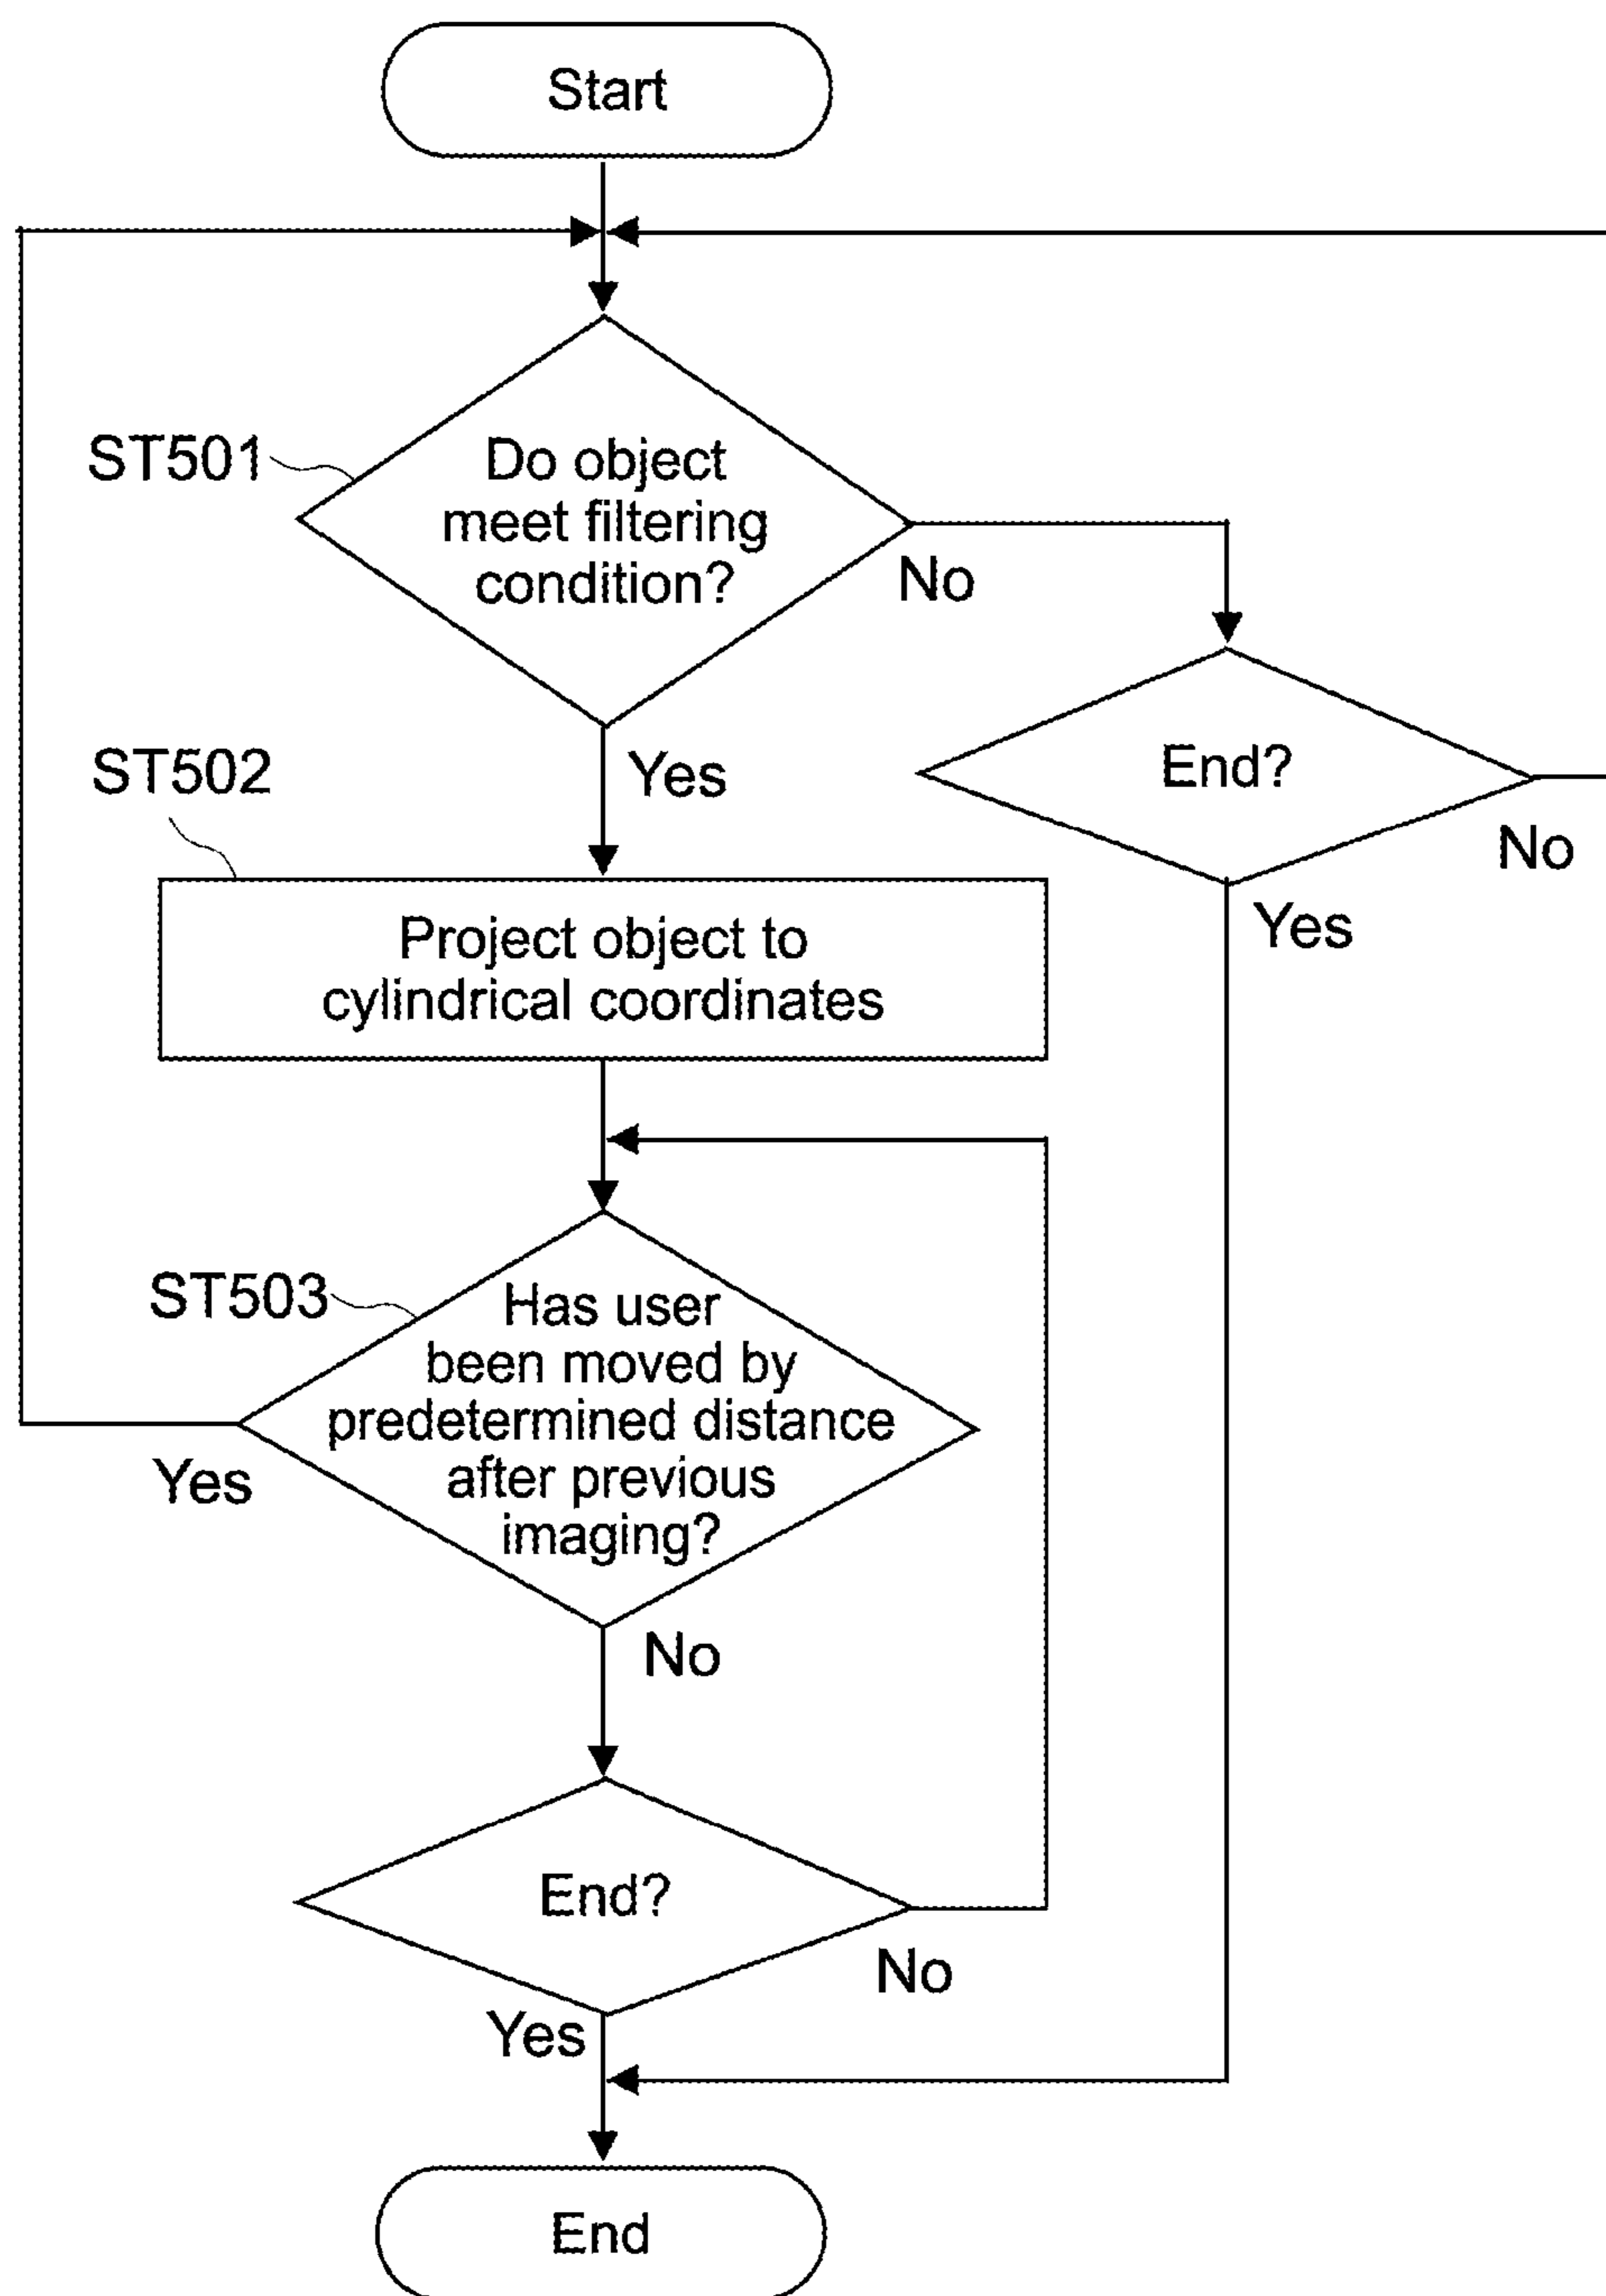 Start
ST501
Do object
meet filtering
condition?
No
Yes
End?
No
Yes
ST502
Project object to
cylindrical coordinates
ST503
Has user
been moved by
predetermined distance
after previous
imaging?
Yes
No
End?
No
Yes
End